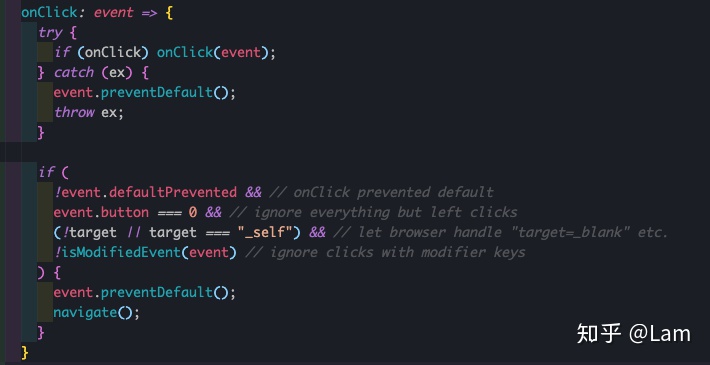 onClick: event => {
try {
if (onClick) onClick(event);
} catch (ex) {
event.preventDefault();
throw ex;
}
if (
!event.defaultPrevented && // onClick prevented default
event.button === 0 && // ignore everything but left clicks
(!target || target === "_self") && // let browser handle "target=_blank" etc.
!isModifiedEvent(event) // ignore clicks with modifier keys
) {
event.preventDefault();
navigate();
}
}
知乎 @Lam